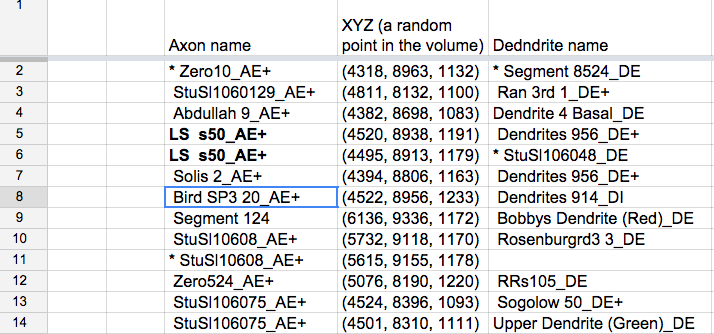 1
Axon name XYZ (a random point in the volume) Dedndrite name
2 * Zero10_AE+ (4318, 8963, 1132) * Segment 8524_DE
3 StuSl1060129_AE+ (4811, 8132, 1100) Ran 3rd 1_DE+
4 Abdullah 9_AE+ (4382, 8698, 1083) Dendrite 4 Basal_DE
5 LS s50_AE+ (4520, 8938, 1191) Dendrites 956_DE+
6 LS s50_AE+ (4495, 8913, 1179) * StuSl106048_DE
7 Solis 2_AE+ (4394, 8806, 1163) Dendrites 956_DE+
8 Bird SP3 20_AE+ (4522, 8956, 1233) Dendrites 914_DI
9 Segment 124 (6136, 9336, 1172) Bobbys Dendrite (Red)_DE
10 StuSl10608_AE+ (5732, 9118, 1170) Rosenburgrd3 3_DE
11 * StuSl10608_AE+ (5615, 9155, 1178)
12 Zero524_AE+ (5076, 8190, 1220) RRs105_DE
13 StuSl106075_AE+ (4524, 8396, 1093) Sogolow 50_DE+
14 StuSl106075_AE+ (4501, 8310, 1111) Upper Dendrite (Green)_DE